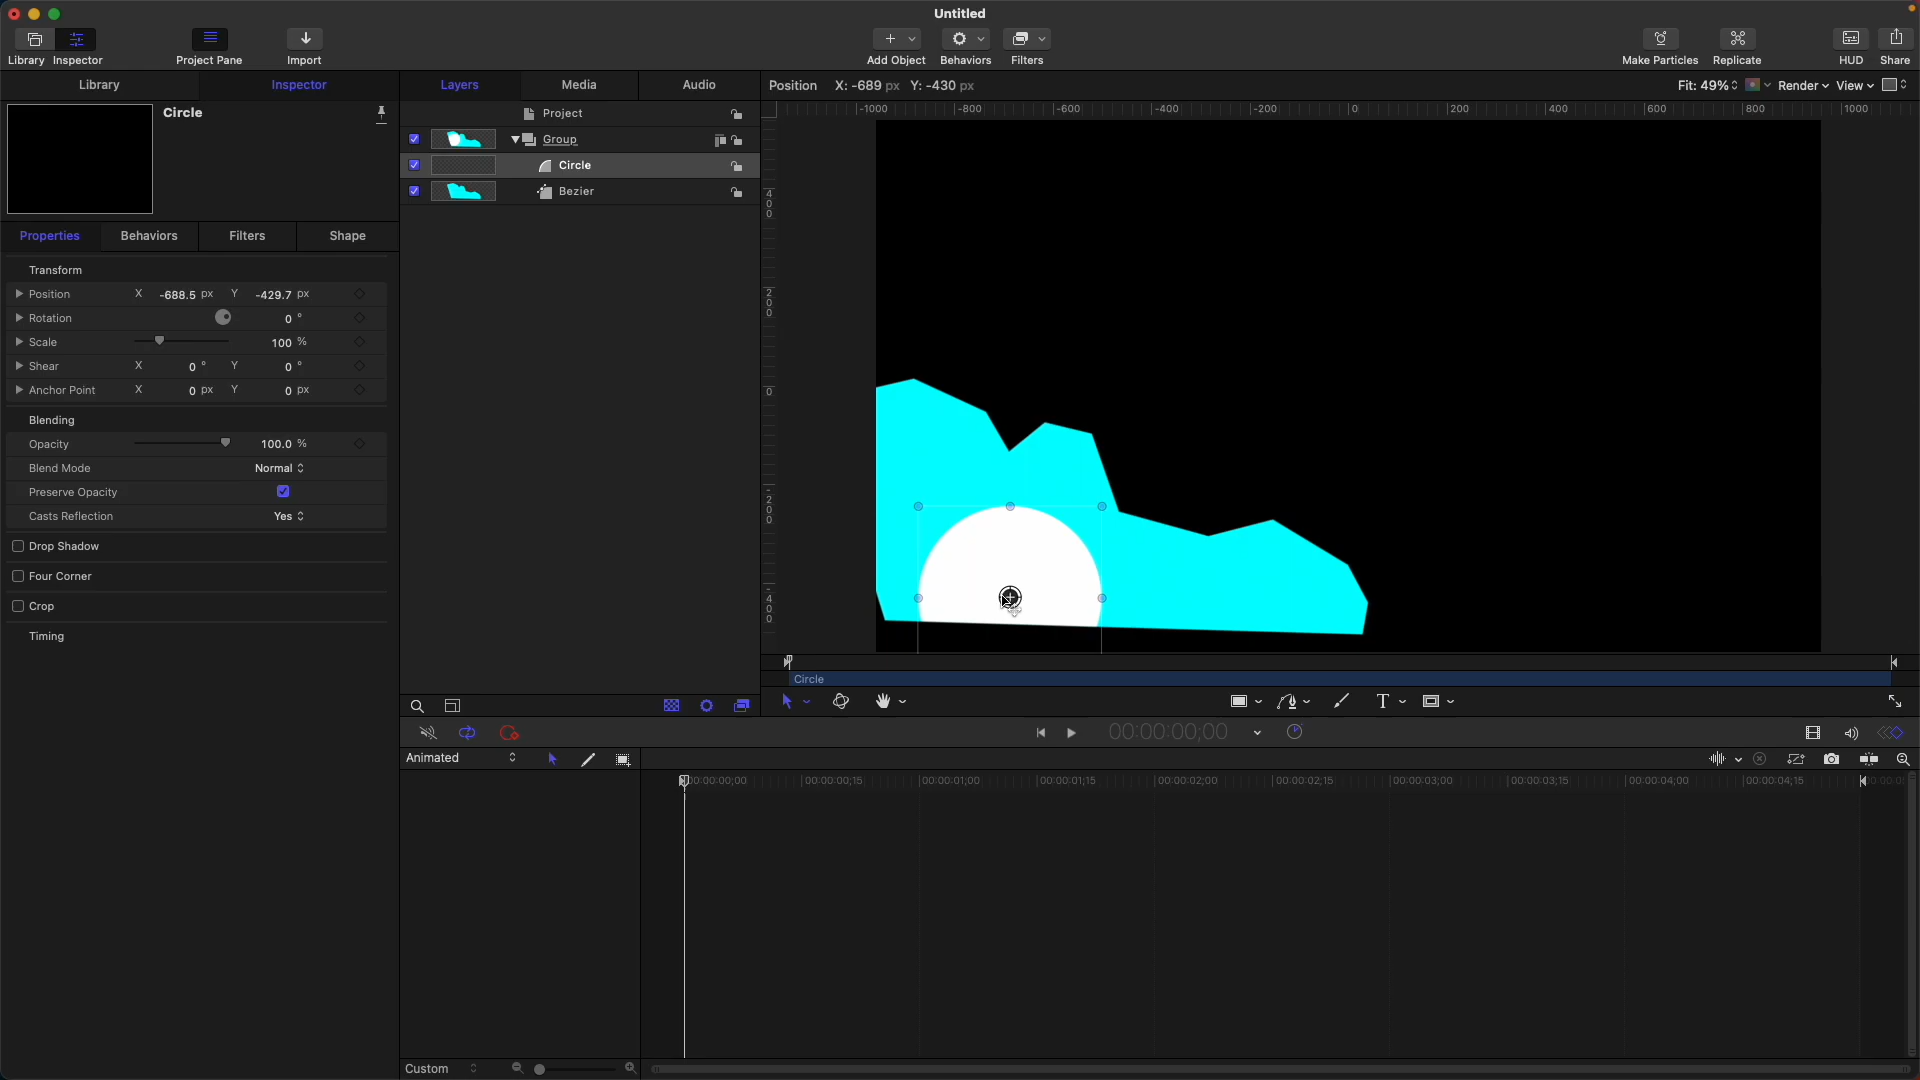 Untitled
Library Inspector Project Pane Import Add Object Behaviors Filters Make Particles Replicate HUD Share
Library Inspector Layers Media Audio Position X: -689 px Y: -430 px Fit: 49% Render View
Circle
Project
Group
Circle
Bezier
-1000 -800 -600 -400 -200 0 200 400 600 800 1000
400
200
0
-200
-400
Properties Behaviors Filters Shape
Transform
Position X -688.5 px Y -429.7 px
Rotation 0 °
Scale 100 %
Shear X 0 ° Y 0 °
Anchor Point X 0 px Y 0 px
Blending
Opacity 100.0 %
Blend Mode Normal
Preserve Opacity
Casts Reflection Yes
Drop Shadow
Four Corner
Crop
Timing
Circle
T
00:00:00;00
Animated
00:00:00;00 00:00:00;15 00:00:01;00 00:00:01;15 00:00:02;00 00:00:02;15 00:00:03;00 00:00:03;15 00:00:04;00 00:00:04;15
Custom